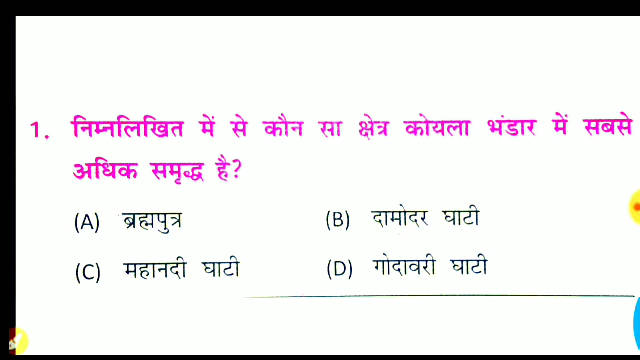 1. निम्नलिखित में से कौन सा क्षेत्र कोयला भंडार में सबसे
अधिक समृद्ध है?
(A) ब्रह्मपुत्र (B) दामोदर घाटी
(C) महानदी घाटी (D) गोदावरी घाटी